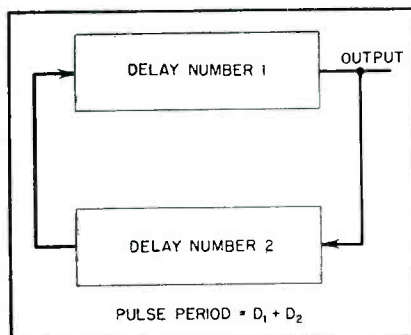 DELAY NUMBER 1
OUTPUT
DELAY NUMBER 2
PULSE PERIOD = D₁ + D₂